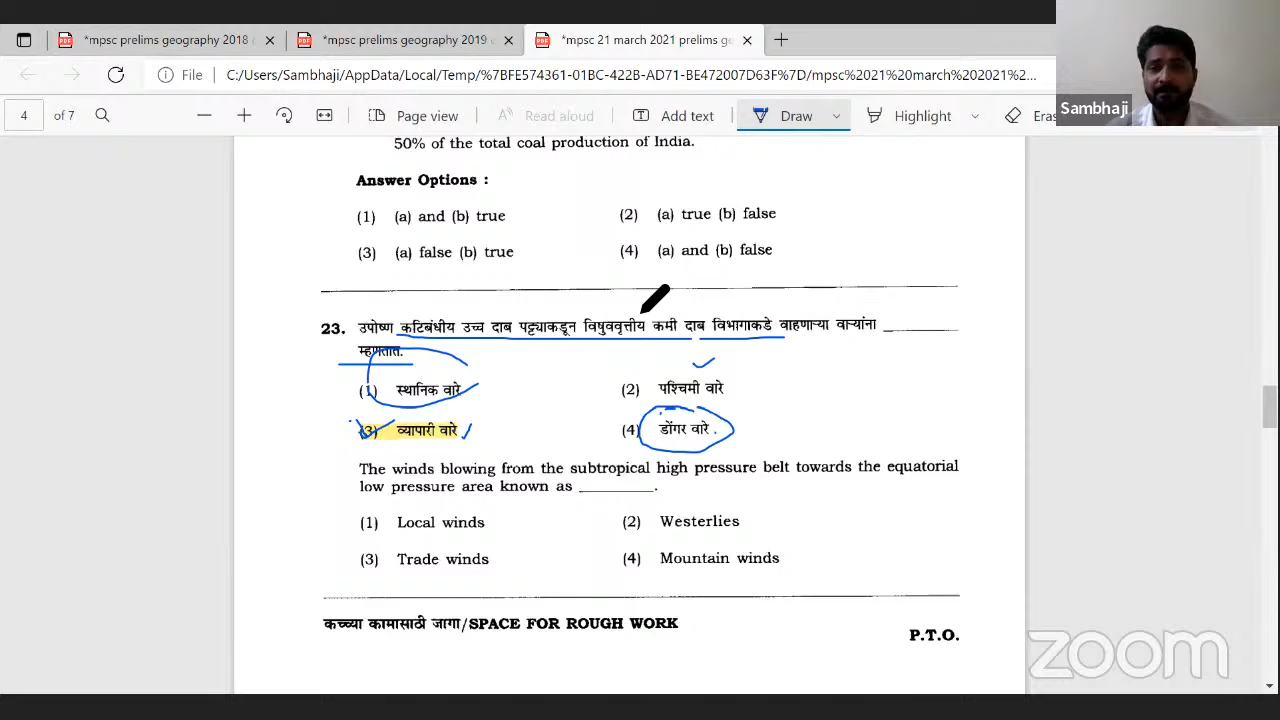 *mpsc prelims geography 2018
*mpsc prelims geography 2019
*mpsc 21 march 2021 prelims ge
File C:/Users/Sambhaji/AppData/Local/Temp/%7BFE574361-01BC-422B-AD71-BE472007D63F%7D/mpsc%2021%20march%202021%2...
4 of 7 Page view Read aloud Add text Draw Highlight Eras
Sambhaji
50% of the total coal production of India.
Answer Options :
(1) (a) and (b) true (2) (a) true (b) false
(3) (a) false (b) true (4) (a) and (b) false
23. उपोष्ण कटिबंधीय उच्च दाब पट्ट्याकडून विषुववृत्तीय कमी दाब विभागाकडे वाहणाऱ्या वाऱ्यांना ________
म्हणतात.
(1) स्थानिक वारे (2) पश्चिमी वारे
(3) व्यापारी वारे (4) डोंगर वारे
The winds blowing from the subtropical high pressure belt towards the equatorial
low pressure area known as ________.
(1) Local winds (2) Westerlies
(3) Trade winds (4) Mountain winds
कच्च्या कामासाठी जागा/SPACE FOR ROUGH WORK
P.T.O.
zoom